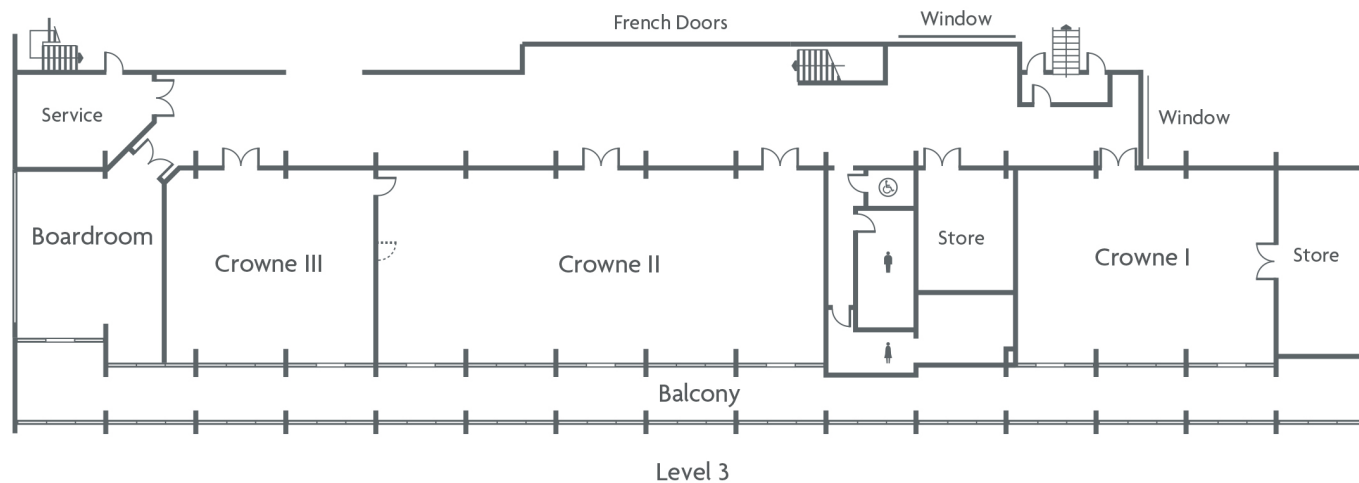 French Doors
Window
Service
Window
Boardroom
Crowne III
Crowne II
Store
Crowne I
Store
Balcony
Level 3